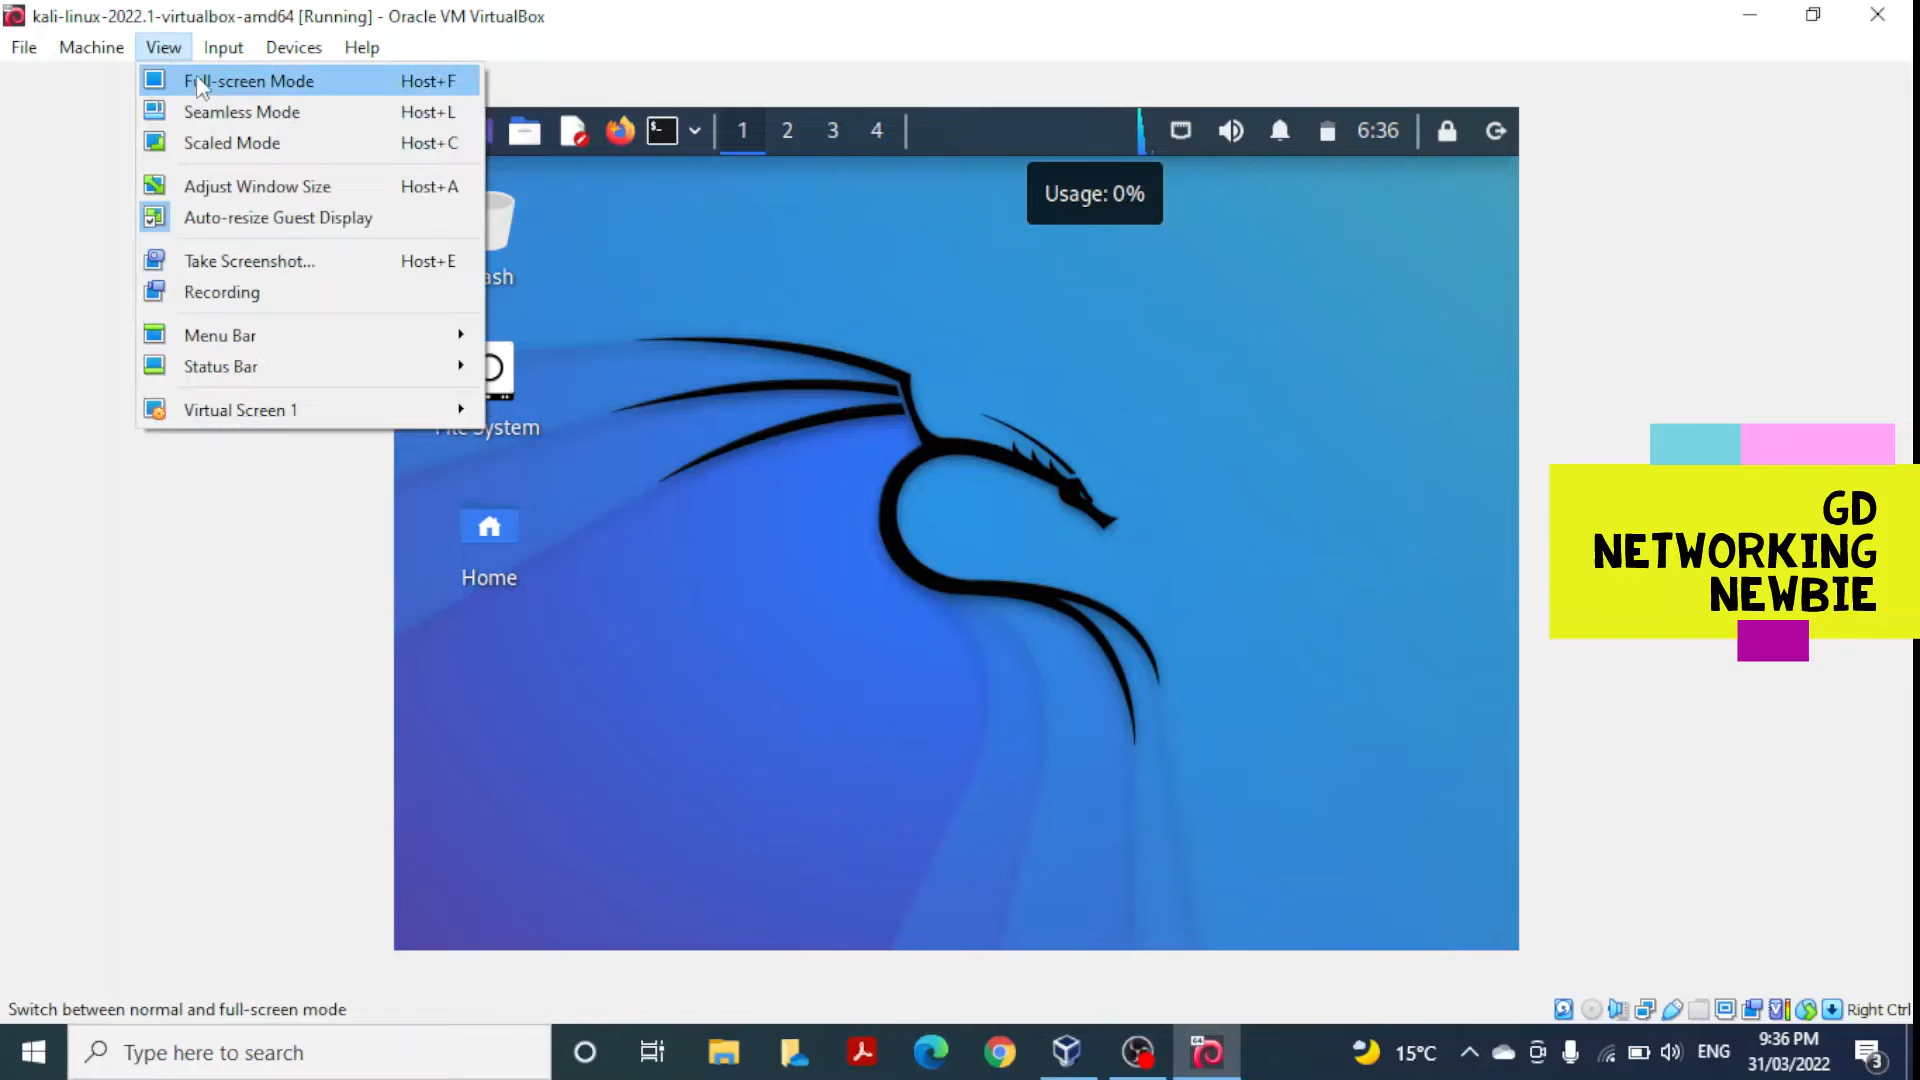 kali-linux-2022.1-virtualbox-amd64 [Running] - Oracle VM VirtualBox
File Machine View Input Devices Help
Full-screen Mode Host+F
Seamless Mode Host+L
Scaled Mode Host+C
Adjust Window Size Host+A
Auto-resize Guest Display
Take Screenshot... Host+E
Recording
Menu Bar
Status Bar
Virtual Screen 1
1 2 3 4 6:36
Usage: 0%
ash
File System
Home
GD
NETWORKING
NEWBIE
Switch between normal and full-screen mode
Right Ctrl
Type here to search
64
15°C
ENG
9:36 PM
31/03/2022
3